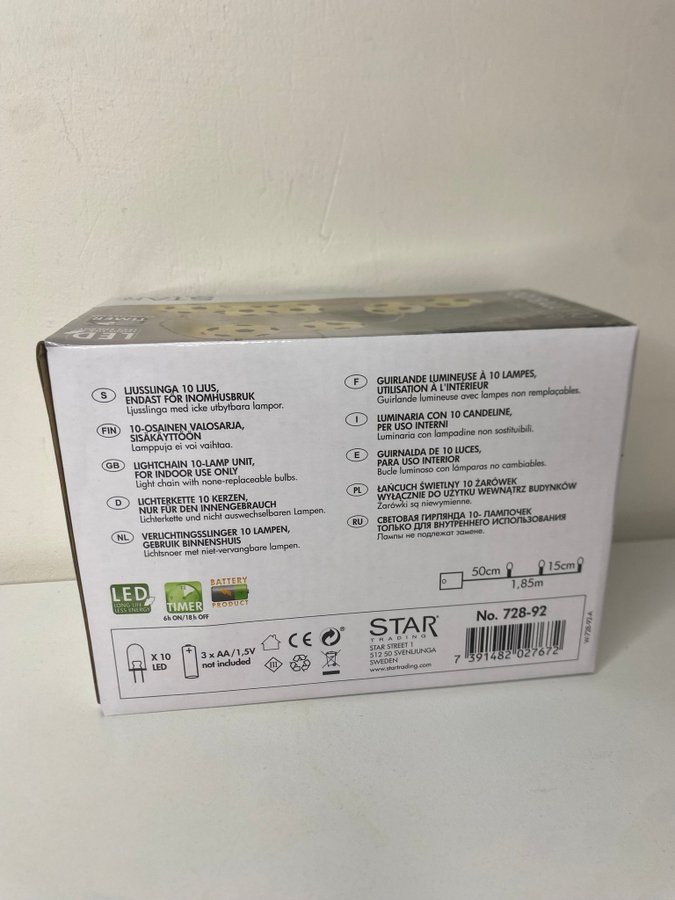 STAR
LED
TIMER
S
LJUSSLINGA 10 LJUS,
ENDAST FÖR INOMHUSBRUK
Ljusslinga med icke utbytbara lampor.
FIN
10-OSAINEN VALOSARJA,
SISÄKÄYTTÖÖN
Lamppuja ei voi vaihtaa.
GB
LIGHTCHAIN 10-LAMP UNIT,
FOR INDOOR USE ONLY
Light chain with none-replaceable bulbs.
D
LICHTERKETTE 10 KERZEN,
NUR FÜR DEN INNENGEBRAUCH
Lichterkette und nicht auswechselbaren Lampen.
NL
VERLICHTINGSSLINGER 10 LAMPEN,
GEBRUIK BINNENSHUIS
Lichtsnoer met niet-vervangbare lampen.
F
GUIRLANDE LUMINEUSE À 10 LAMPES,
UTILISATION À L'INTÉRIEUR
Guirlande lumineuse avec lampes non remplaçables.
I
LUMINARIA CON 10 CANDELINE,
PER USO INTERNI
Luminaria con lampadine non sostituibili.
E
GUIRNALDA DE 10 LUCES,
PARA USO INTERIOR
Bucle luminoso con lámparas no cambiables.
PL
ŁAŃCUCH ŚWIETLNY 10 ŻARÓWEK
WYŁĄCZNIE DO UŻYTKU WEWNĄTRZ BUDYNKÓW
Żarówki są niewymienne.
RU
СВЕТОВАЯ ГИРЛЯНДА 10- ЛАМПОЧЕК
ТОЛЬКО ДЛЯ ВНУТРЕННЕГО ИСПОЛЬЗОВАНИЯ
Лампы не подлежат замене.
LED
LONG LIFE
LESS ENERGY
TIMER
6h ON/18h OFF
BATTERY
PRODUCT
50cm
15cm
1,85m
X 10
LED
3 x AA/1,5V
not included
III
CE
STAR
TRADING
STAR STREET 1
512 50 SVENLJUNGA
SWEDEN
www.startrading.com
No. 728-92
7 391482 027672
W-728-92-A